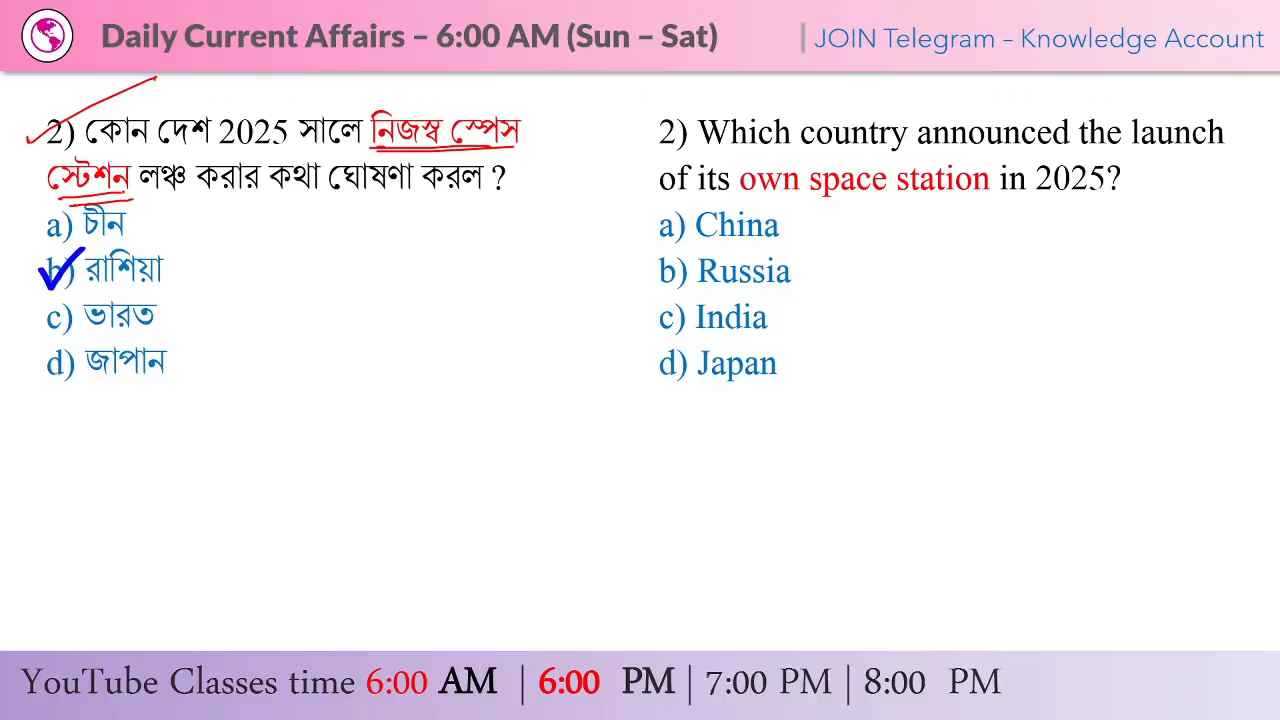 Daily Current Affairs – 6:00 AM (Sun – Sat)
JOIN Telegram – Knowledge Account
2) কোন দেশ 2025 সালে নিজস্ব স্পেস
স্টেশন লঞ্চ করার কথা ঘোষণা করল ?
a) চীন
b) রাশিয়া
c) ভারত
d) জাপান
2) Which country announced the launch
of its own space station in 2025?
a) China
b) Russia
c) India
d) Japan
YouTube Classes time 6:00 AM | 6:00 PM | 7:00 PM | 8:00 PM